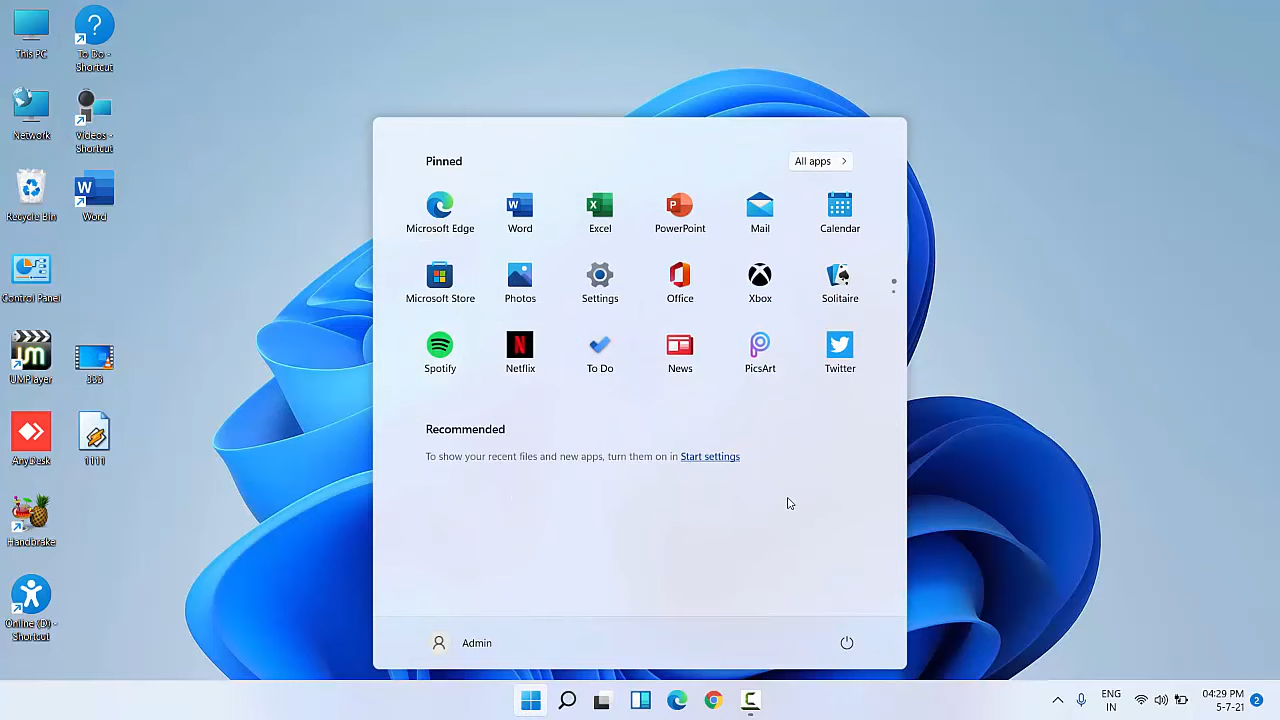 This PC
To Do -
Shortcut
Network
Videos -
Shortcut
Recycle Bin
Word
Control Panel
UMPlayer
333
AnyDesk
1111
Handbrake
Online (D) -
Shortcut
Pinned
All apps
Microsoft Edge
Word
Excel
PowerPoint
Mail
Calendar
Microsoft Store
Photos
Settings
Office
Xbox
Solitaire
Spotify
Netflix
To Do
News
PicsArt
Twitter
Recommended
To show your recent files and new apps, turn them on in Start settings
Admin
ENG
IN
04:29 PM
5-7-21
2